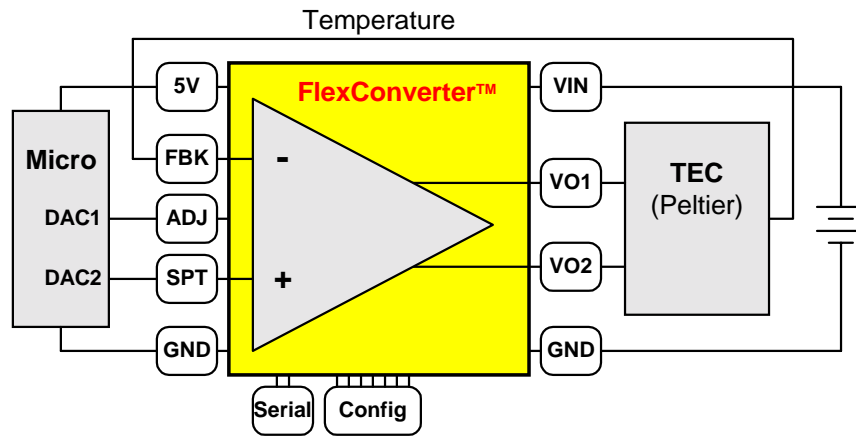 Temperature
5V
FlexConverter™
VIN
Micro
FBK
-
VO1
TEC
(Peltier)
DAC1
ADJ
DAC2
SPT
+
VO2
GND
GND
Serial
Config